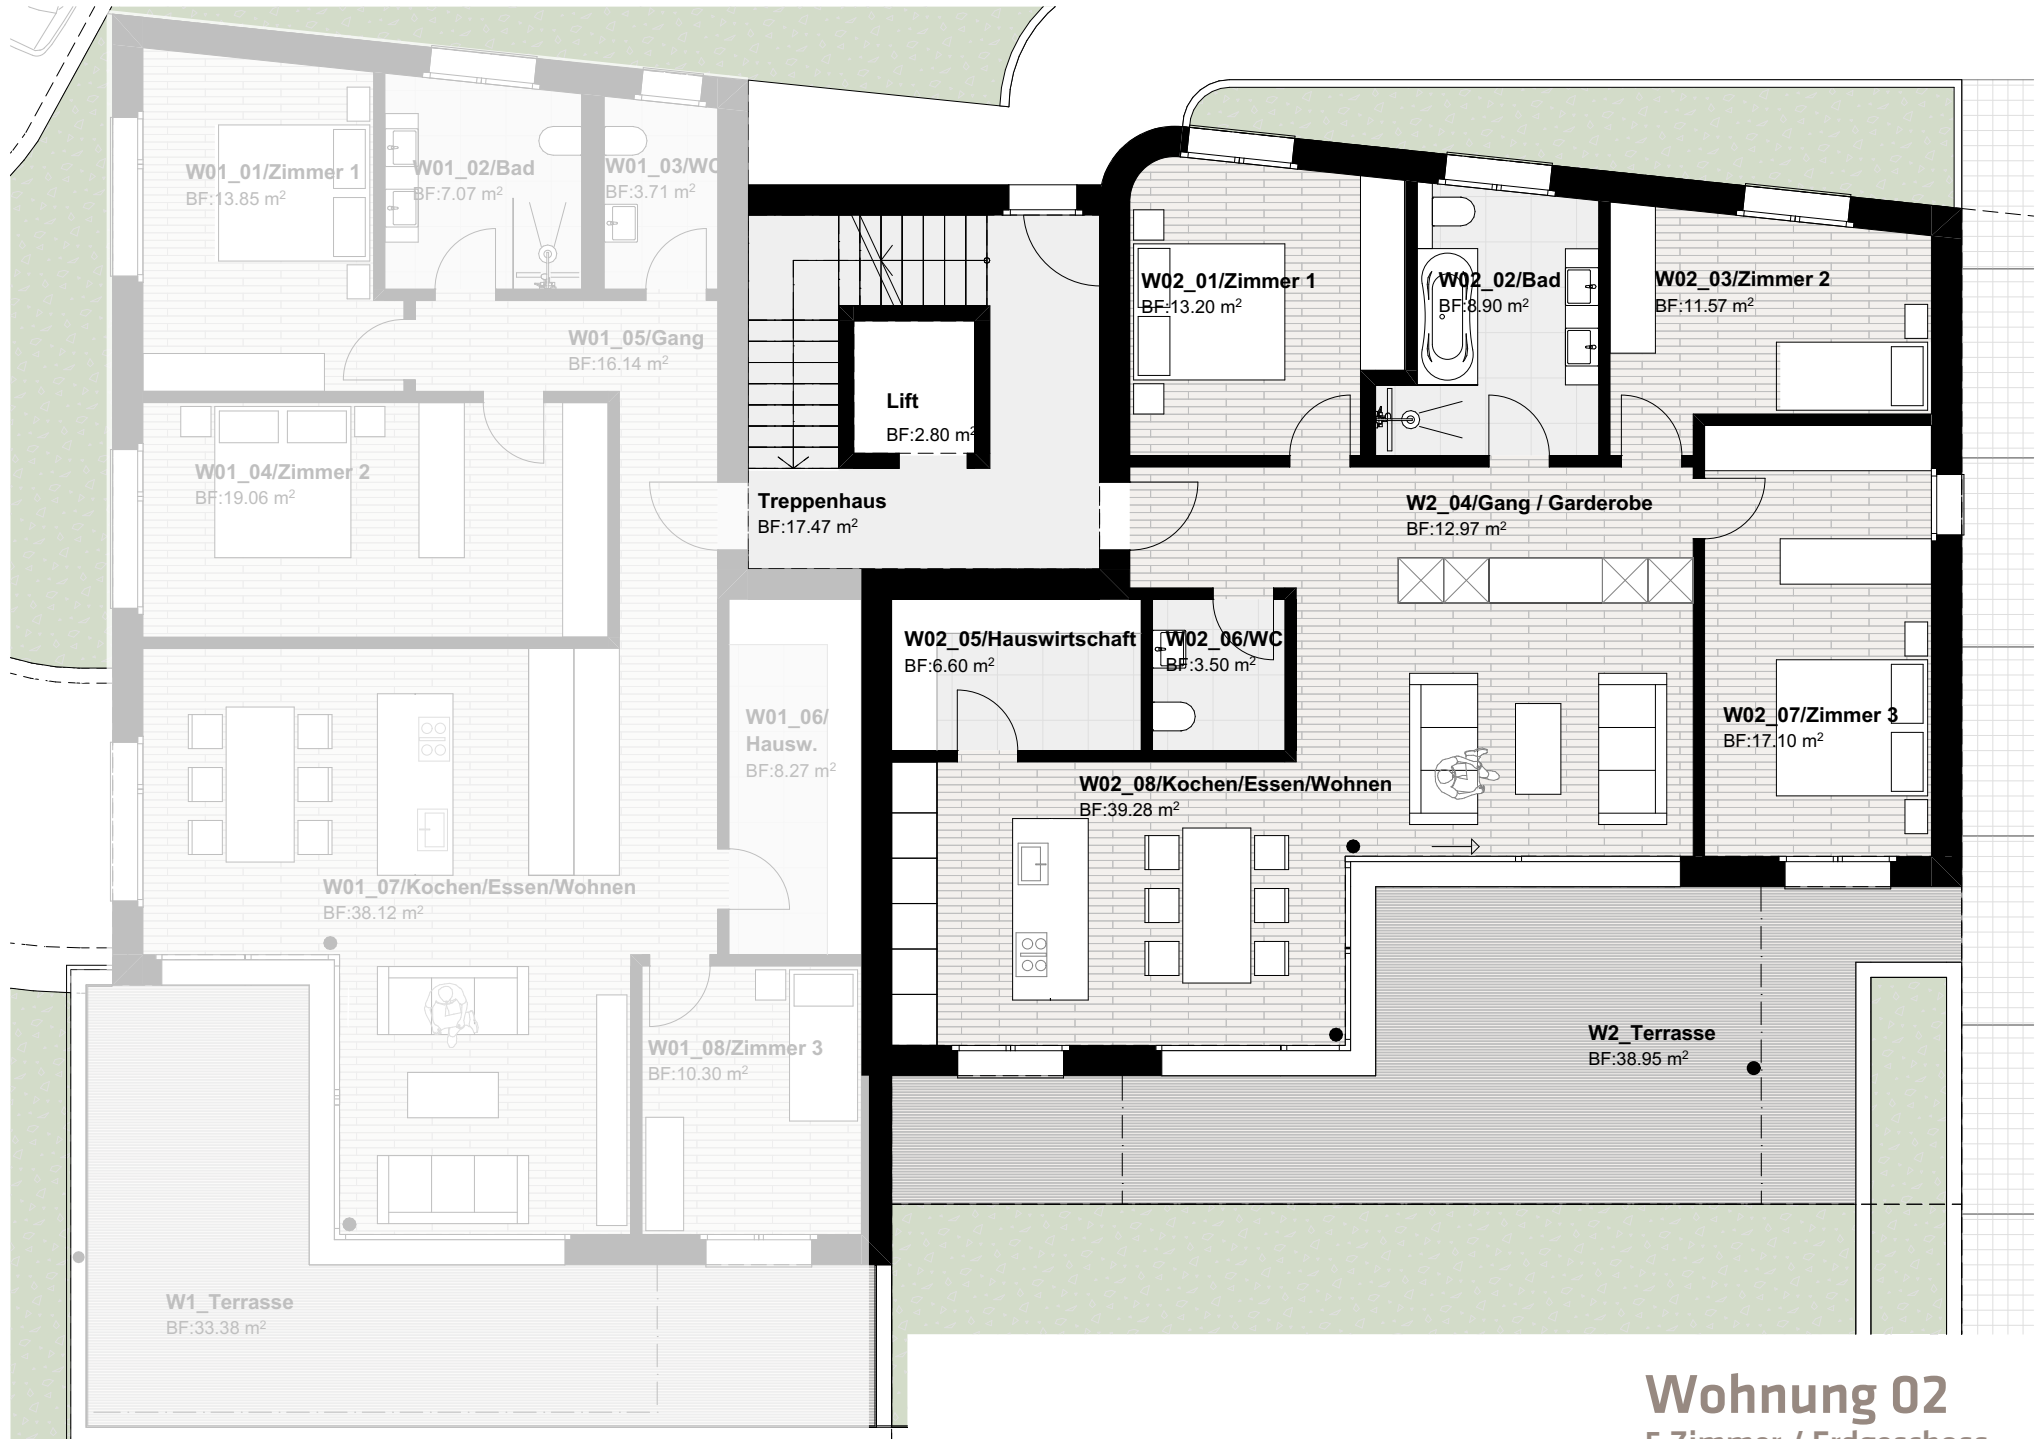 W01_01/Zimmer 1
BF:13.85 m²
W01_02/Bad
BF:7.07 m²
W01_03/WC
BF:3.71 m²
W01_05/Gang
BF:16.14 m²
W01_04/Zimmer 2
BF:19.06 m²
W01_06/
Hausw.
BF:8.27 m²
W01_07/Kochen/Essen/Wohnen
BF:38.12 m²
W01_08/Zimmer 3
BF:10.30 m²
W1_Terrasse
BF:33.38 m²
Lift
BF:2.80 m²
Treppenhaus
BF:17.47 m²
W02_01/Zimmer 1
BF:13.20 m²
W02_02/Bad
BF:8.90 m²
W02_03/Zimmer 2
BF:11.57 m²
W2_04/Gang / Garderobe
BF:12.97 m²
W02_05/Hauswirtschaft
BF:6.60 m²
W02_06/WC
BF:3.50 m²
W02_07/Zimmer 3
BF:17.10 m²
W02_08/Kochen/Essen/Wohnen
BF:39.28 m²
W2_Terrasse
BF:38.95 m²
Wohnung 02
5 Zimmer / Erdgeschoss